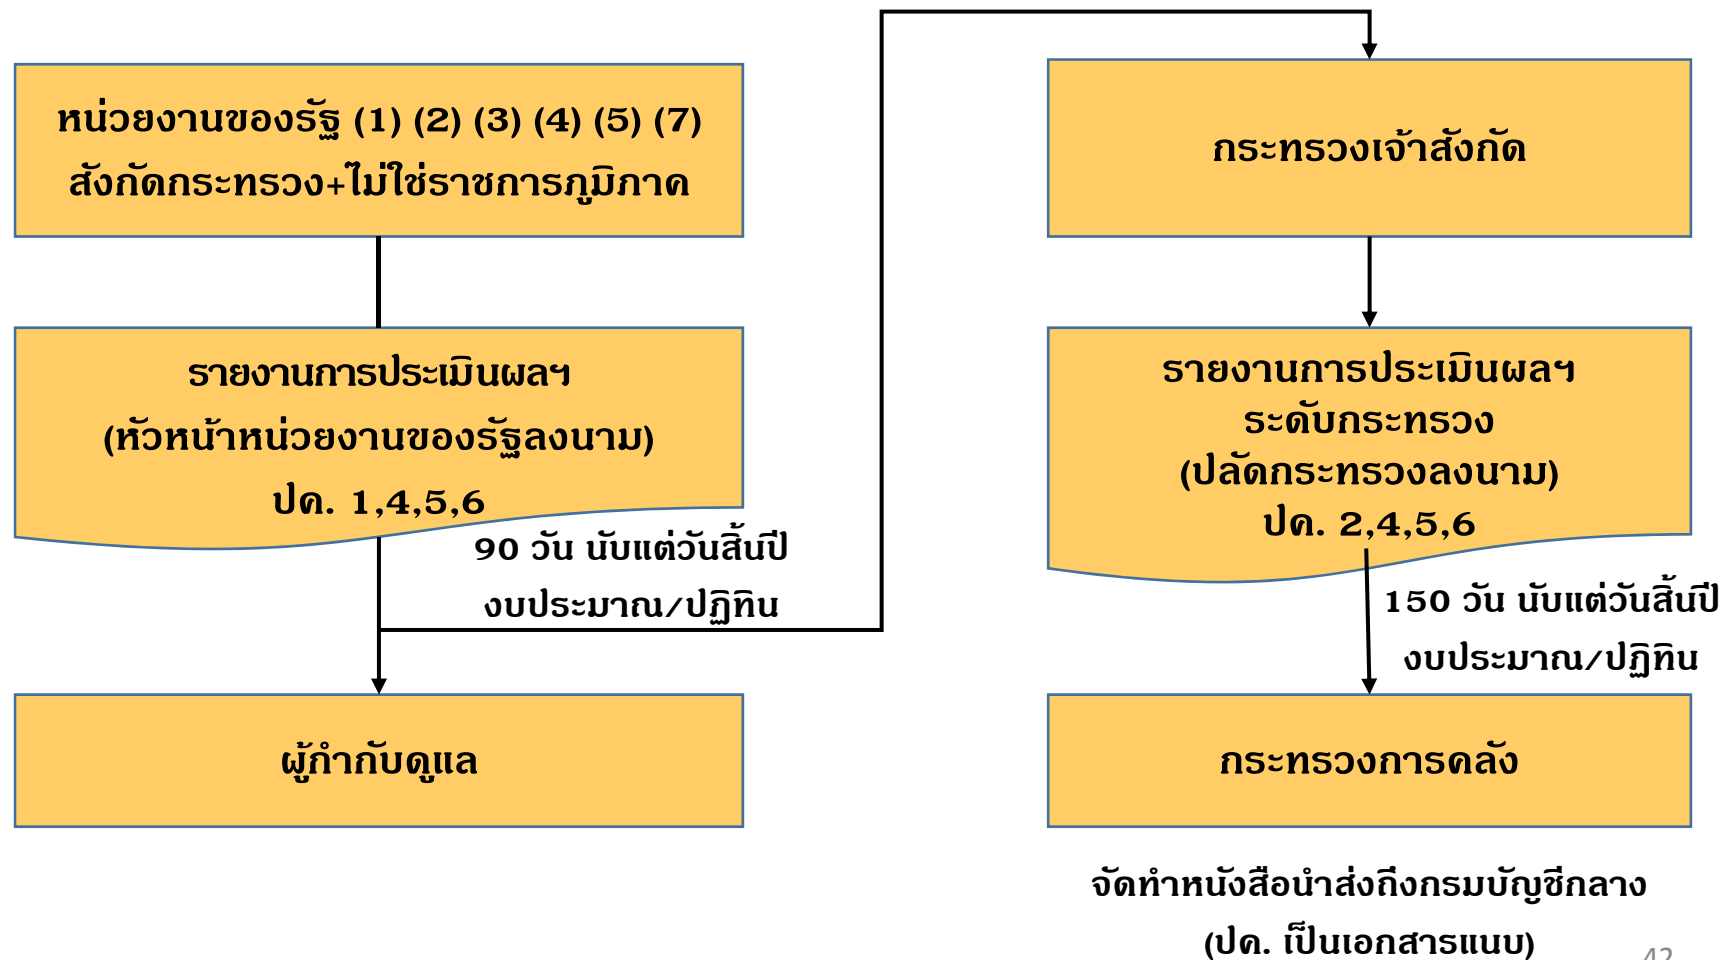 หน่วยงานของรัฐ (1) (2) (3) (4) (5) (7)
สังกัดกระทรวง+ไม่ใช่ราชการภูมิภาค
รายงานการประเมินผลฯ
(หัวหน้าหน่วยงานของรัฐลงนาม)
ปค. 1,4,5,6
90 วัน นับแต่วันสิ้นปี
งบประมาณ/ปฏิทิน
ผู้กำกับดูแล
กระทรวงเจ้าสังกัด
รายงานการประเมินผลฯ
ระดับกระทรวง
(ปลัดกระทรวงลงนาม)
ปค. 2,4,5,6
150 วัน นับแต่วันสิ้นปี
งบประมาณ/ปฏิทิน
กระทรวงการคลัง
จัดทำหนังสือนำส่งถึงกรมบัญชีกลาง
(ปค. เป็นเอกสารแนบ)
42